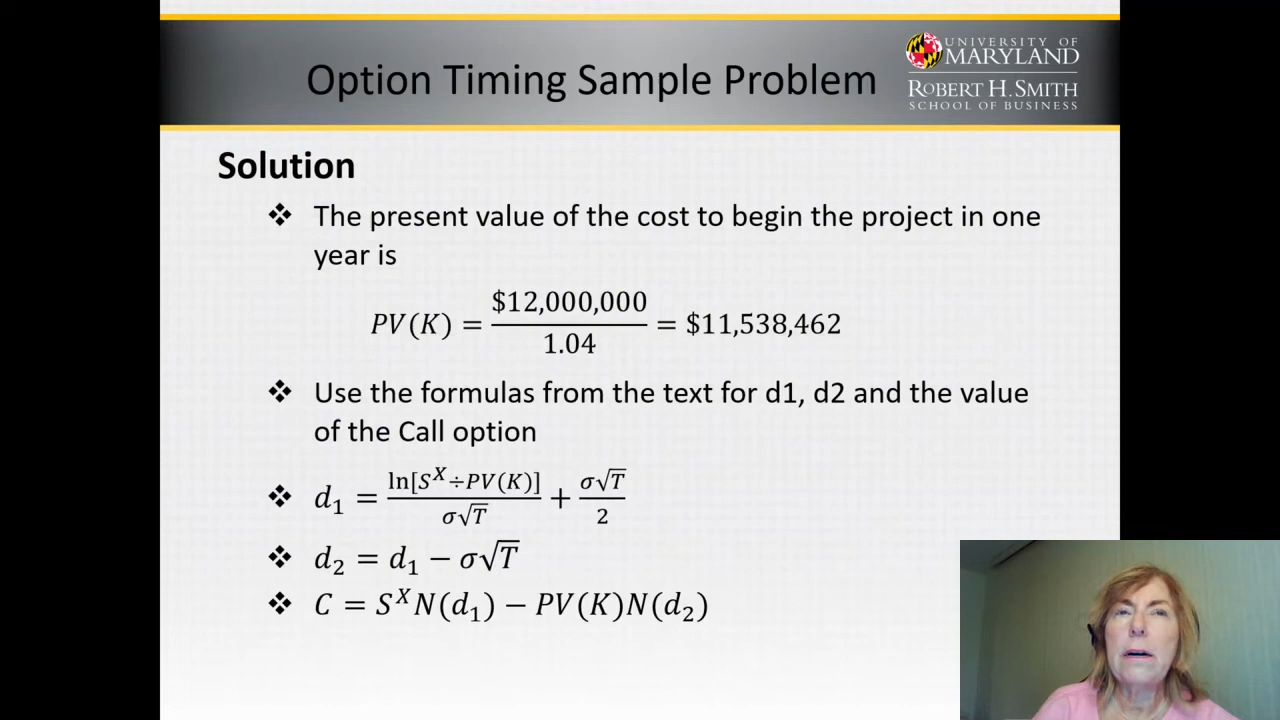 Option Timing Sample Problem
UNIVERSITY OF
MARYLAND
ROBERT H. SMITH
SCHOOL OF BUSINESS
Solution
❖ The present value of the cost to begin the project in one
year is
PV(K) = $12,000,000 / 1.04 = $11,538,462
❖ Use the formulas from the text for d1, d2 and the value
of the Call option
❖ d₁ = ln[Sˣ÷PV(K)] / σ√T + σ√T / 2
❖ d₂ = d₁ − σ√T
❖ C = SˣN(d₁) − PV(K)N(d₂)